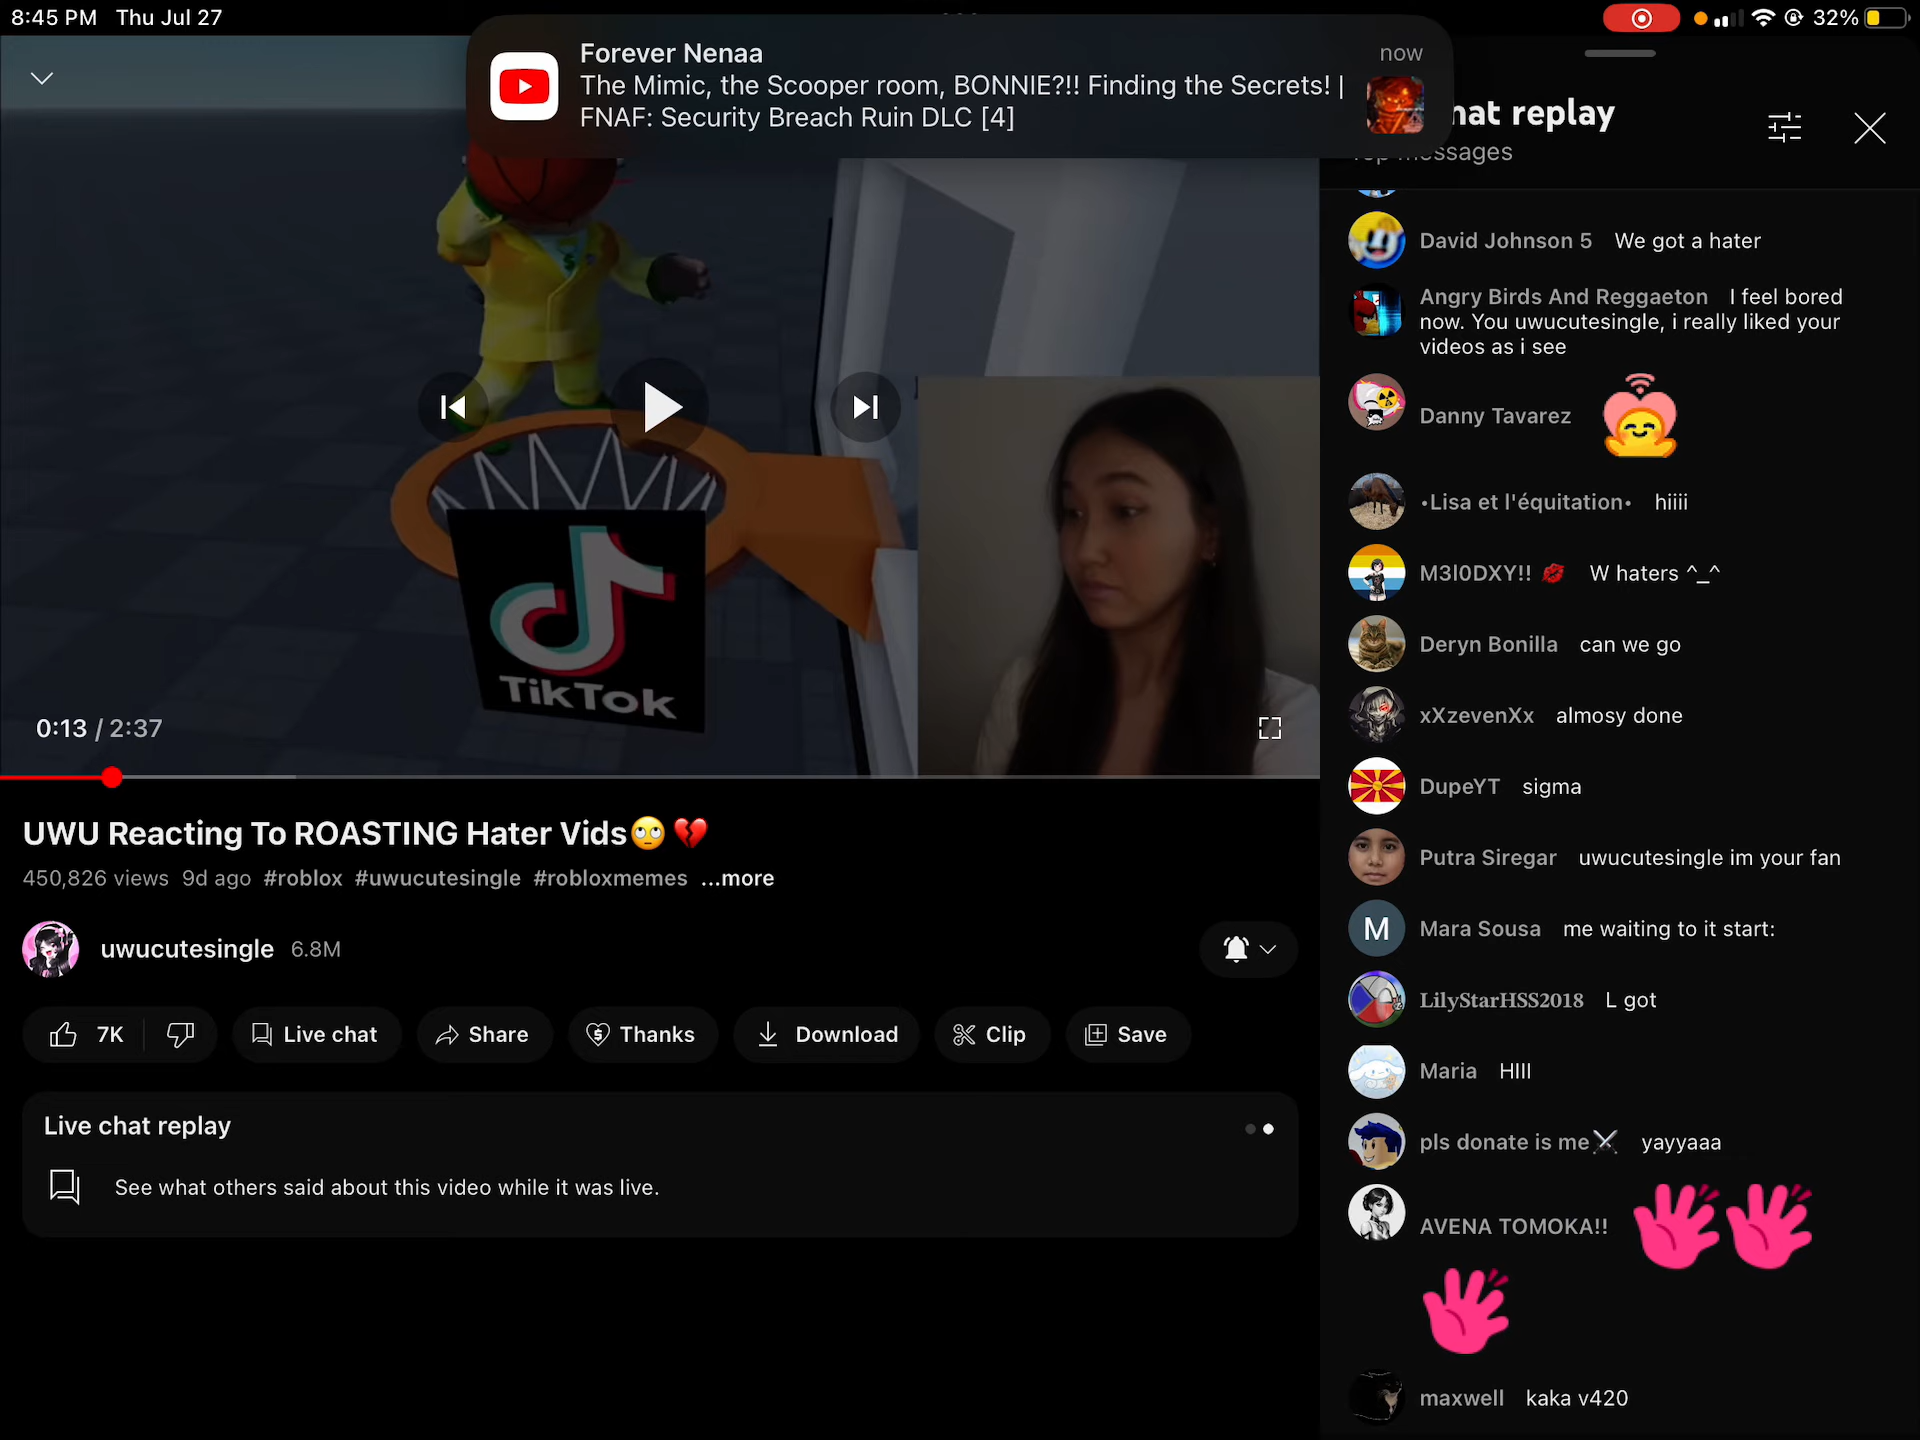 8:45 PM Thu Jul 27
32%
Forever Nenaa
now
The Mimic, the Scooper room, BONNIE?!! Finding the Secrets! |
FNAF: Security Breach Ruin DLC [4]
replay
David Johnson 5 We got a hater
Angry Birds And Reggaeton I feel bored
now. You uwucutesingle, i really liked your
videos as i see
Danny Tavarez
•Lisa et l'équitation• hiiii
M3l0DXY!! 💋 W haters ^_^
Deryn Bonilla can we go
xXzevenXx almosy done
DupeYT sigma
Putra Siregar uwucutesingle im your fan
M Mara Sousa me waiting to it start:
LilyStarHSS2018 L got
Maria HIII
pls donate is me⚔ yayyaaa
AVENA TOMOKA!!
maxwell kaka v420
TikTok
0:13 / 2:37
UWU Reacting To ROASTING Hater Vids🙄 💔
450,826 views 9d ago #roblox #uwucutesingle #robloxmemes ...more
uwucutesingle 6.8M
7K Live chat Share Thanks Download Clip Save
Live chat replay
See what others said about this video while it was live.